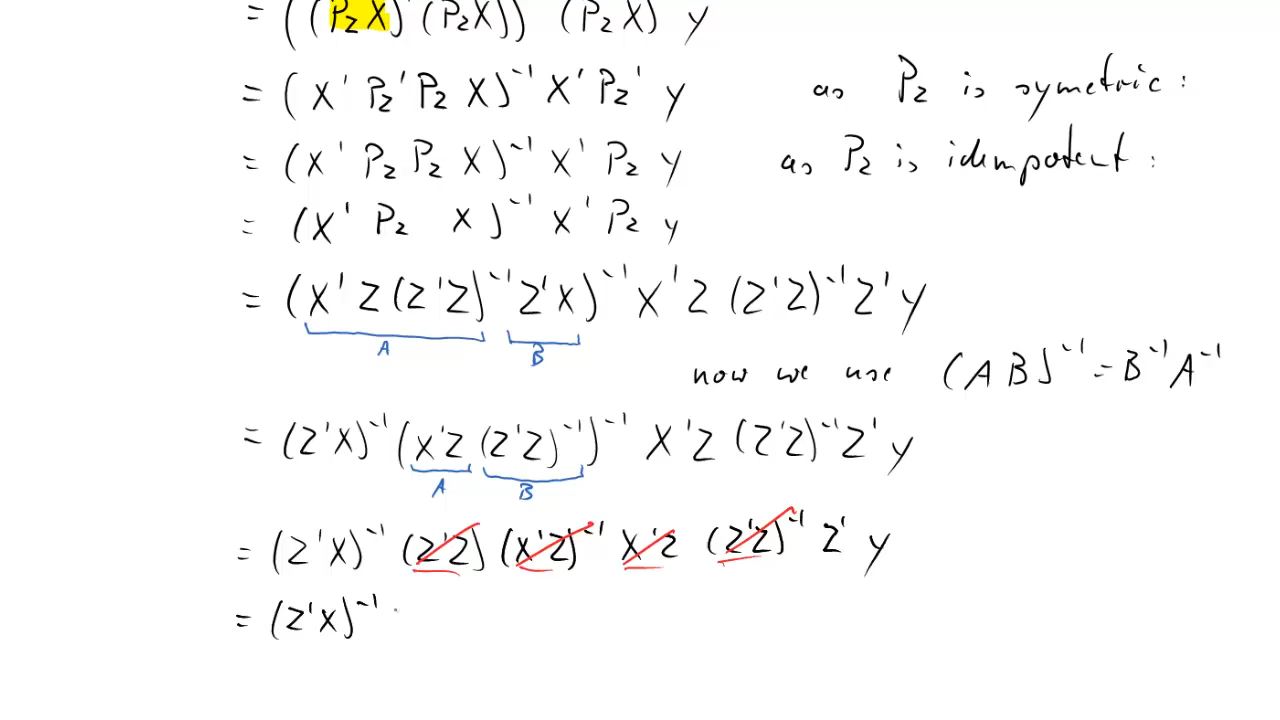 = ((P_Z X)' (P_Z X)) (P_Z X) y
= (X' P_Z' P_Z X)^-1 X' P_Z' y as P_Z is symetric :
= (X' P_Z P_Z X)^-1 X' P_Z y as P_Z is idempotent :
= (X' P_Z X)^-1 X' P_Z y
= (X'Z (Z'Z)^-1 Z'X)^-1 X'Z (Z'Z)^-1 Z'y
A B
now we use (AB)^-1 = B^-1 A^-1
= (Z'X)^-1 (X'Z (Z'Z)^-1)^-1 X'Z (Z'Z)^-1 Z'y
A B
= (Z'X)^-1 (Z'Z) (X'Z)^-1 X'Z (Z'Z)^-1 Z'y
= (Z'X)^-1